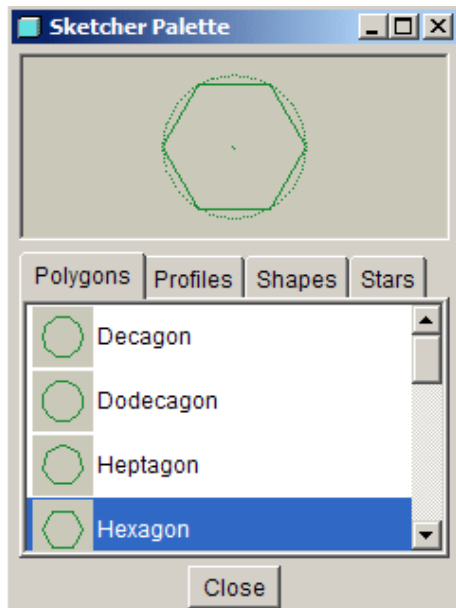 Sketcher Palette
Polygons Profiles Shapes Stars
Decagon
Dodecagon
Heptagon
Hexagon
Close